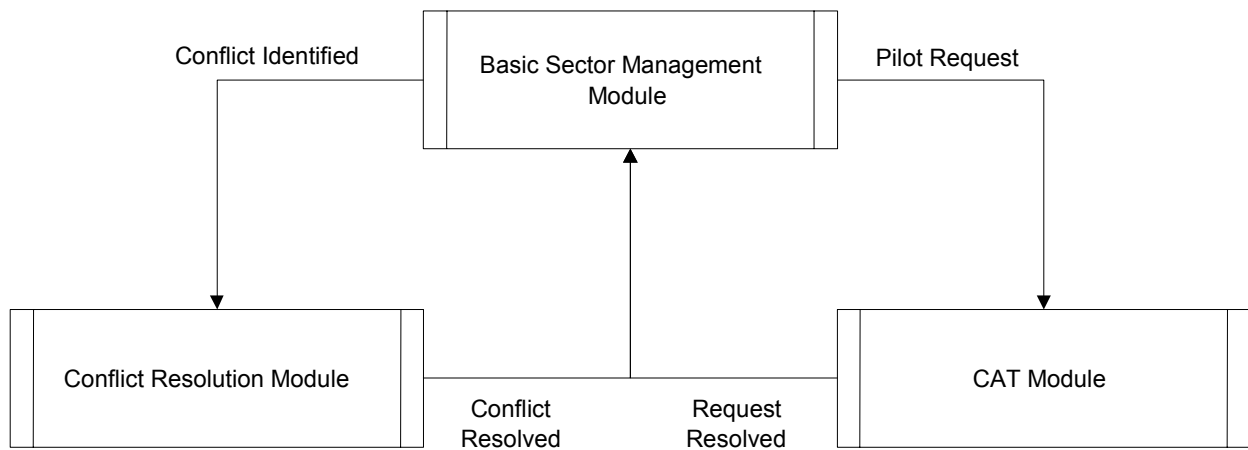 Conflict Identified
Basic Sector Management
Module
Pilot Request
Conflict Resolution Module
Conflict
Resolved
Request
Resolved
CAT Module